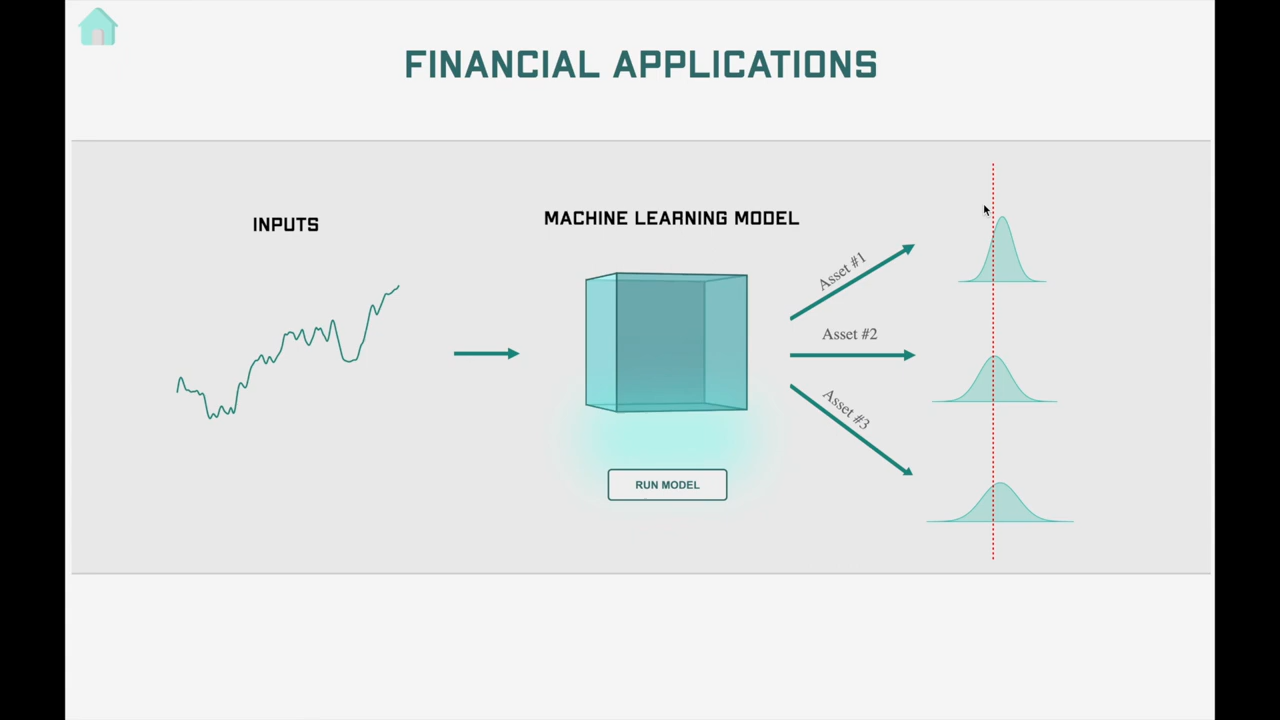 FINANCIAL APPLICATIONS
INPUTS
MACHINE LEARNING MODEL
Asset #1
Asset #2
Asset #3
RUN MODEL